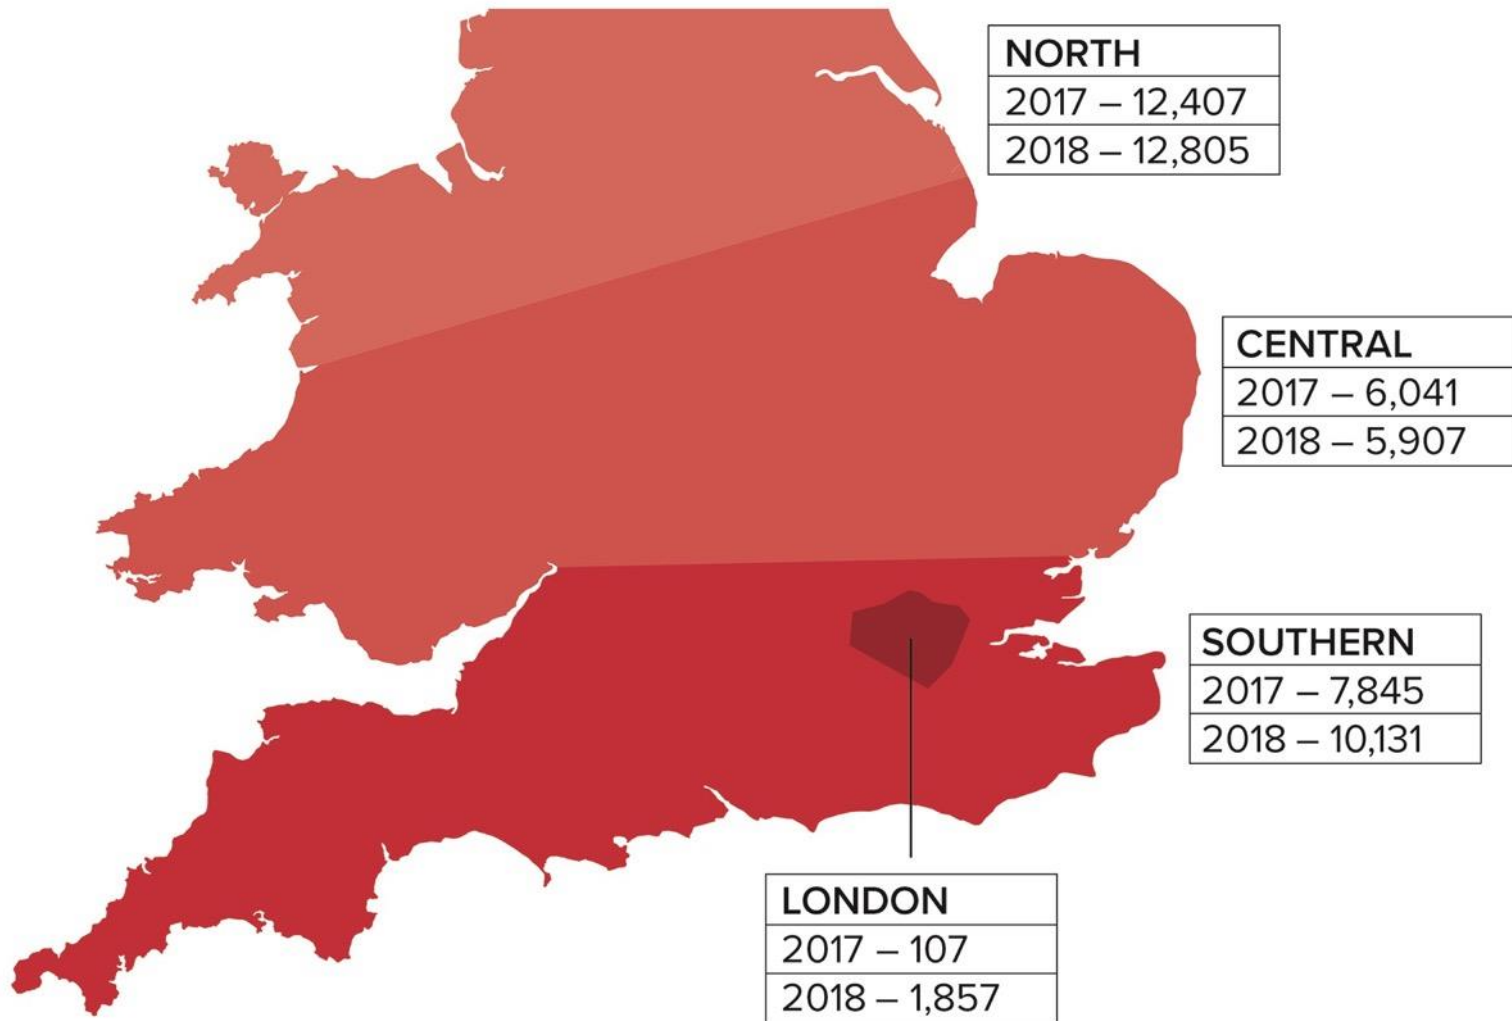 NORTH
2017 – 12,407
2018 – 12,805
CENTRAL
2017 – 6,041
2018 – 5,907
SOUTHERN
2017 – 7,845
2018 – 10,131
LONDON
2017 – 107
2018 – 1,857